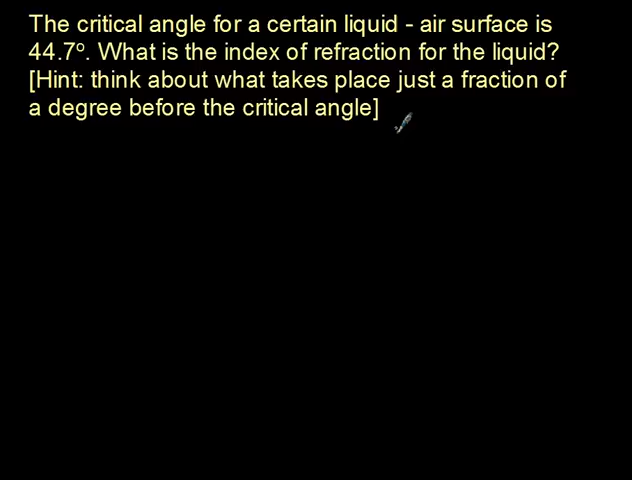 The critical angle for a certain liquid - air surface is
44.7º. What is the index of refraction for the liquid?
[Hint: think about what takes place just a fraction of
a degree before the critical angle]